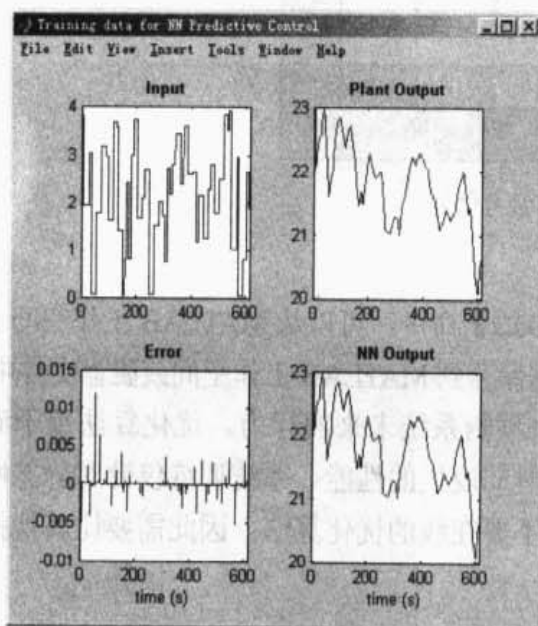 Training data for NN Predictive Control
File Edit View Insert Tools Window Help
Input
4
3
2
1
0
0 200 400 600
Plant Output
23
22
21
20
0 200 400 600
Error
0.015
0.01
0.005
0
-0.005
-0.01
0 200 400 600
time (s)
NN Output
23
22
21
20
0 200 400 600
time (s)